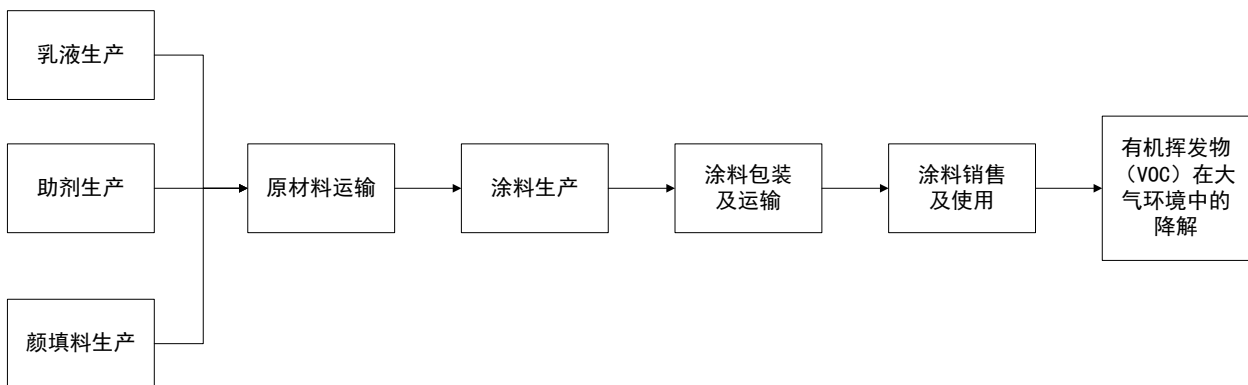 乳液生产
助剂生产
颜填料生产
原材料运输
涂料生产
涂料包装
及运输
涂料销售
及使用
有机挥发物
（VOC）在大
气环境中的
降解